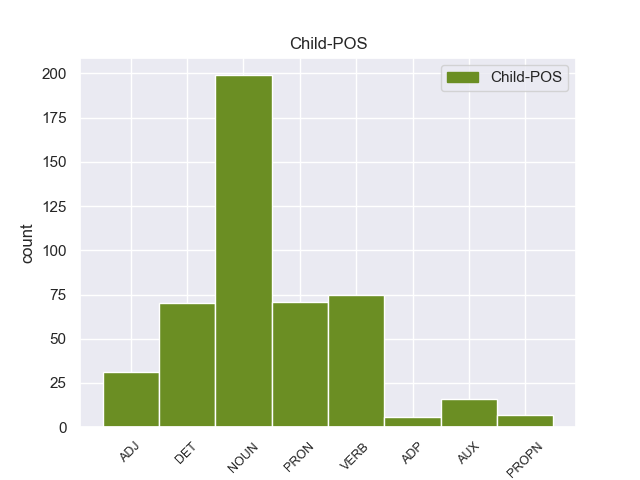 Child-POS
Child-POS
count
200
175
150
125
100
75
50
25
0
ADJ
DET
NOUN
PRON
VERB
ADP
AUX
PROPN